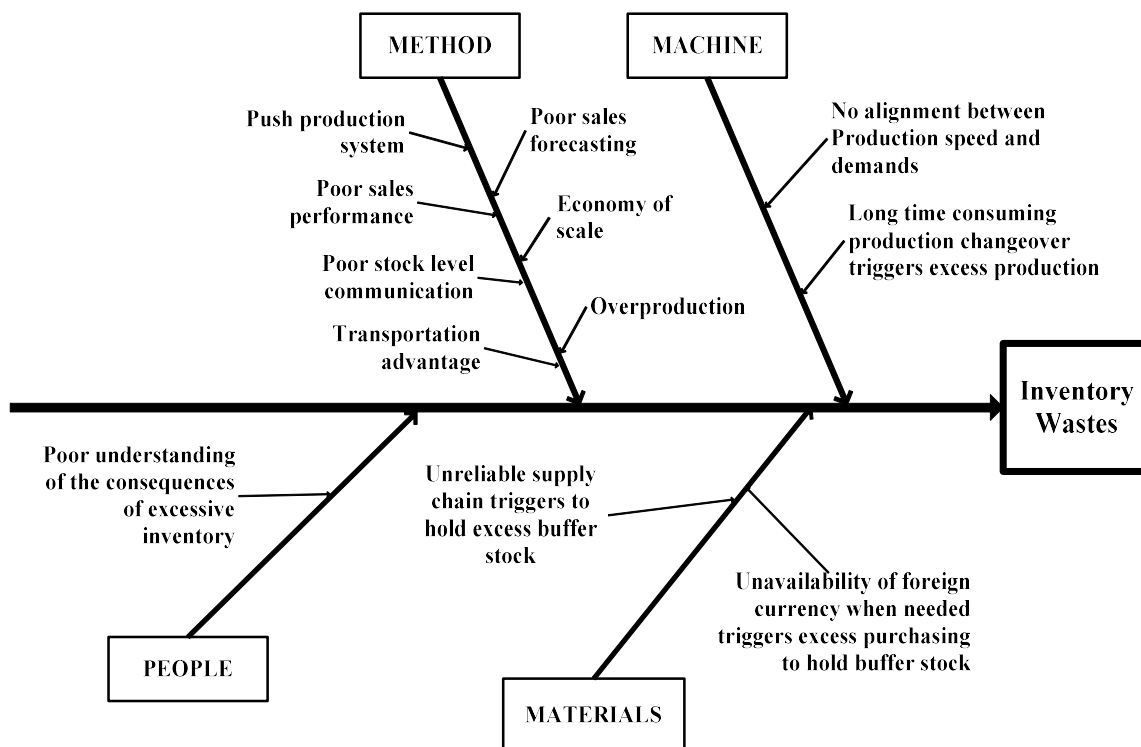 METHOD
MACHINE
Push production
system
Poor sales
forecasting
Poor sales
performance
Economy of
scale
Poor stock level
communication
Overproduction
Transportation
advantage
No alignment between
Production speed and
demands
Long time consuming
production changeover
triggers excess production
Inventory
Wastes
Poor understanding
of the consequences
of excessive
inventory
Unreliable supply
chain triggers to
hold excess buffer
stock
Unavailability of foreign
currency when needed
triggers excess purchasing
to hold buffer stock
PEOPLE
MATERIALS